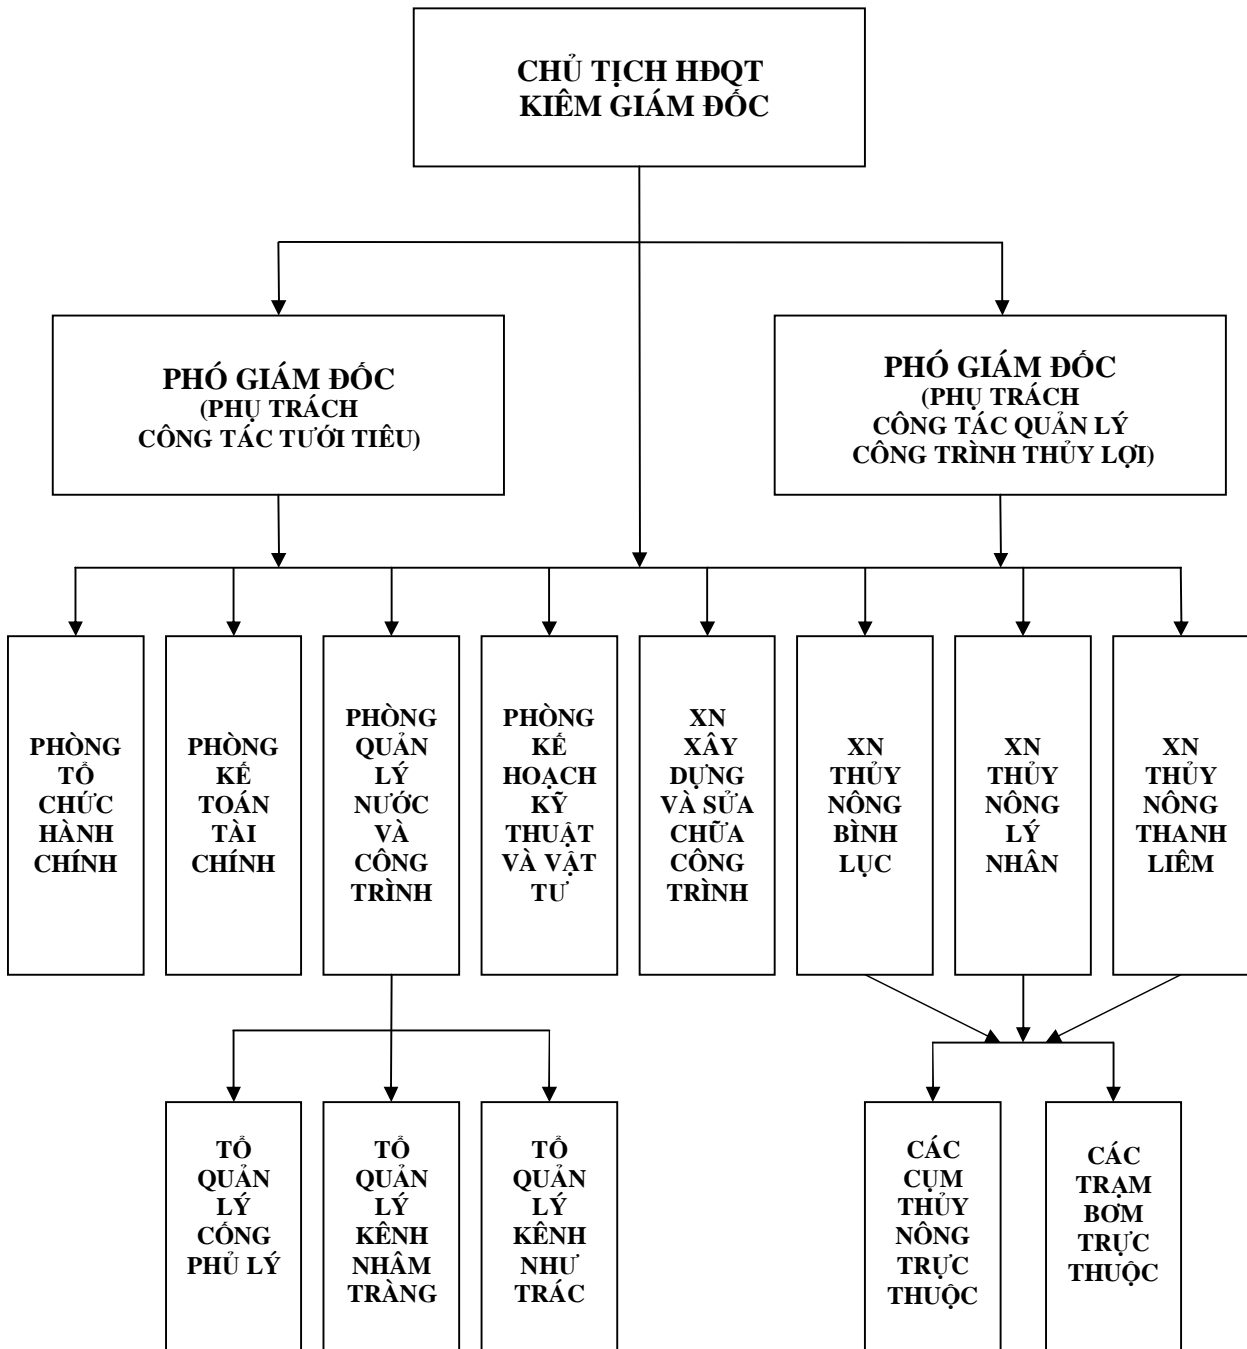 CHỦ TỊCH HĐQT
KIÊM GIÁM ĐỐC
PHÓ GIÁM ĐỐC
(PHỤ TRÁCH
CÔNG TÁC TƯỚI TIÊU)
PHÓ GIÁM ĐỐC
(PHỤ TRÁCH
CÔNG TÁC QUẢN LÝ
CÔNG TRÌNH THỦY LỢI)
PHÒNG
TỔ
CHỨC
HÀNH
CHÍNH
PHÒNG
KẾ
TOÁN
TÀI
CHÍNH
PHÒNG
QUẢN
LÝ
NƯỚC
VÀ
CÔNG
TRÌNH
PHÒNG
KẾ
HOẠCH
KỸ
THUẬT
VÀ VẬT
TƯ
XN
XÂY
DỰNG
VÀ SỬA
CHỮA
CÔNG
TRÌNH
XN
THỦY
NÔNG
BÌNH
LỤC
XN
THỦY
NÔNG
LÝ
NHÂN
XN
THỦY
NÔNG
THANH
LIÊM
TỔ
QUẢN
LÝ
CỐNG
PHỦ LÝ
TỔ
QUẢN
LÝ
KÊNH
NHÂM
TRÀNG
TỔ
QUẢN
LÝ
KÊNH
NHƯ
TRÁC
CÁC
CỤM
THỦY
NÔNG
TRỰC
THUỘC
CÁC
TRẠM
BƠM
TRỰC
THUỘC